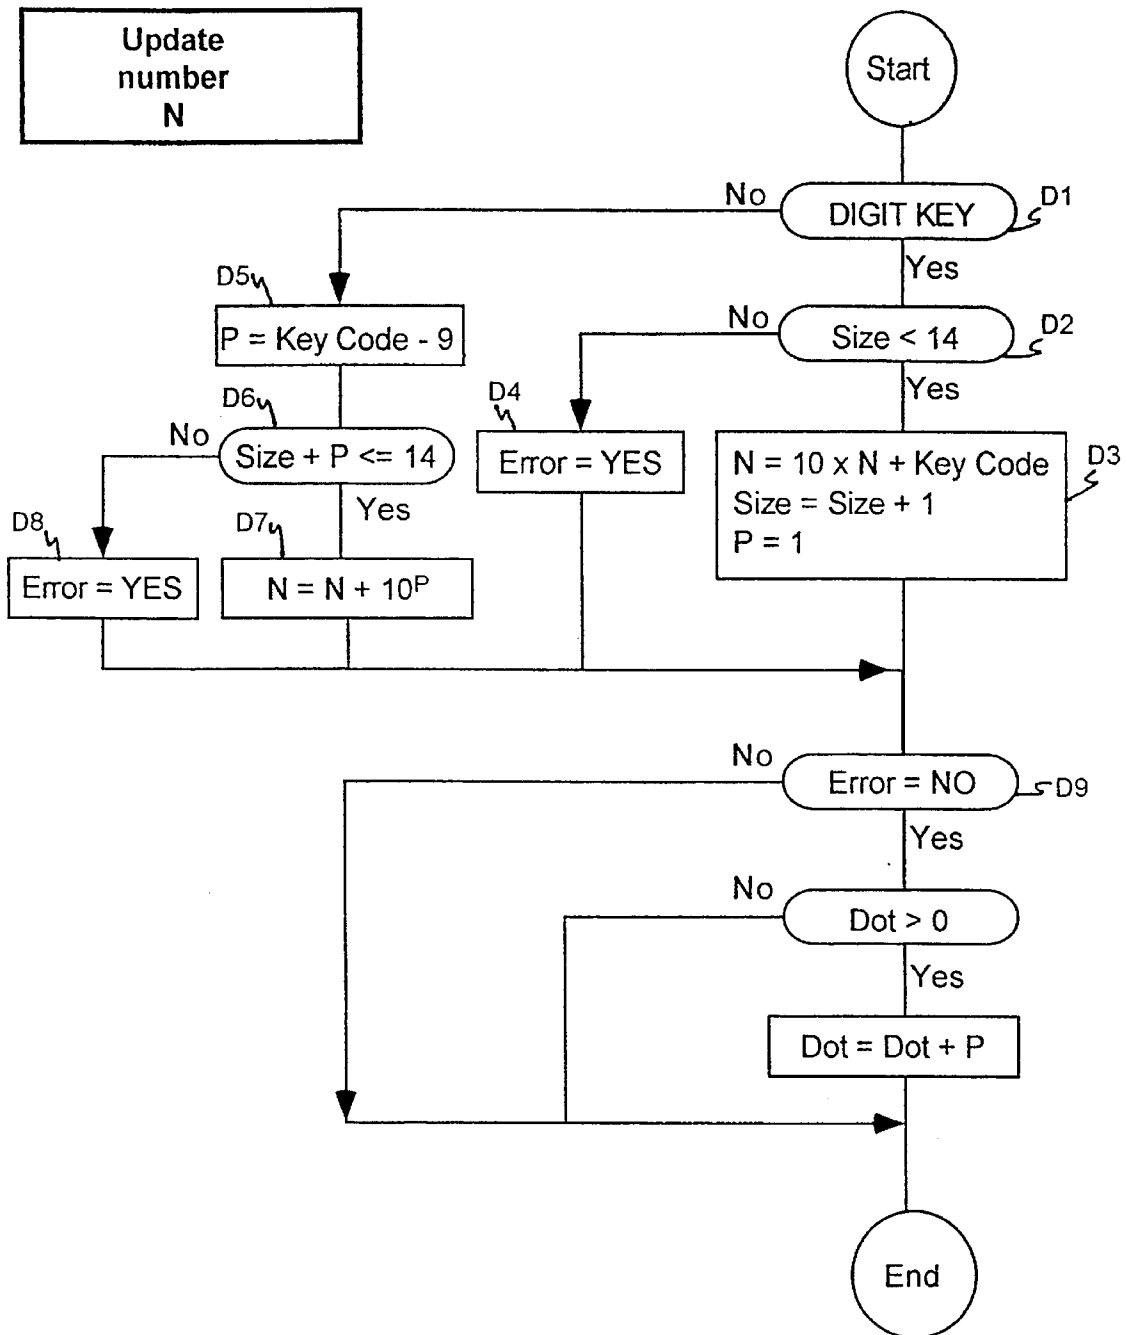 Update
number
N
Start
No
DIGIT KEY
D1
Yes
D5
P = Key Code - 9
No
Size < 14
D2
Yes
D6
No
Size + P <= 14
Yes
D4
Error = YES
N = 10 x N + Key Code
Size = Size + 1
P = 1
D3
D8
Error = YES
D7
N = N + 10ᴾ
No
Error = NO
D9
Yes
No
Dot > 0
Yes
Dot = Dot + P
End